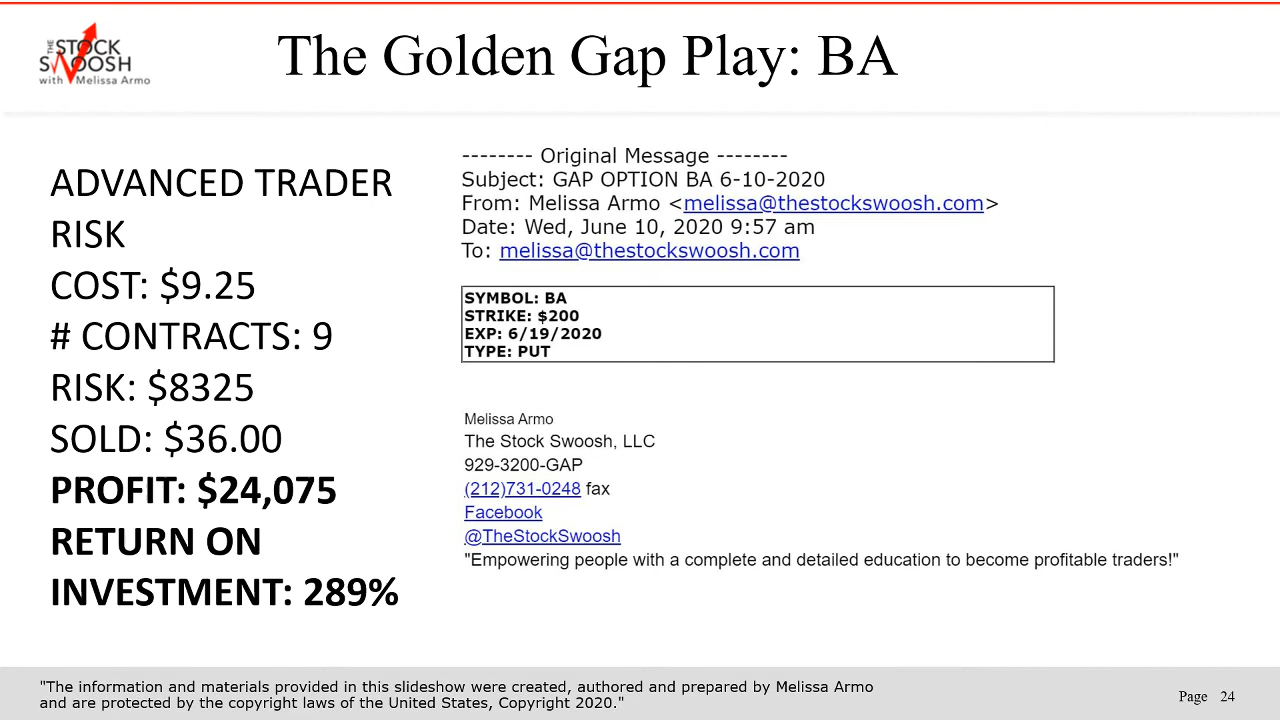 THE
STOCK
SWOOSH
with Melissa Armo
The Golden Gap Play: BA
ADVANCED TRADER
RISK
COST: $9.25
# CONTRACTS: 9
RISK: $8325
SOLD: $36.00
PROFIT: $24,075
RETURN ON
INVESTMENT: 289%
-------- Original Message --------
Subject: GAP OPTION BA 6-10-2020
From: Melissa Armo <melissa@thestockswoosh.com>
Date: Wed, June 10, 2020 9:57 am
To: melissa@thestockswoosh.com
SYMBOL: BA
STRIKE: $200
EXP: 6/19/2020
TYPE: PUT
Melissa Armo
The Stock Swoosh, LLC
929-3200-GAP
(212)731-0248 fax
Facebook
@TheStockSwoosh
"Empowering people with a complete and detailed education to become profitable traders!"
"The information and materials provided in this slideshow were created, authored and prepared by Melissa Armo
and are protected by the copyright laws of the United States, Copyright 2020."
Page 24